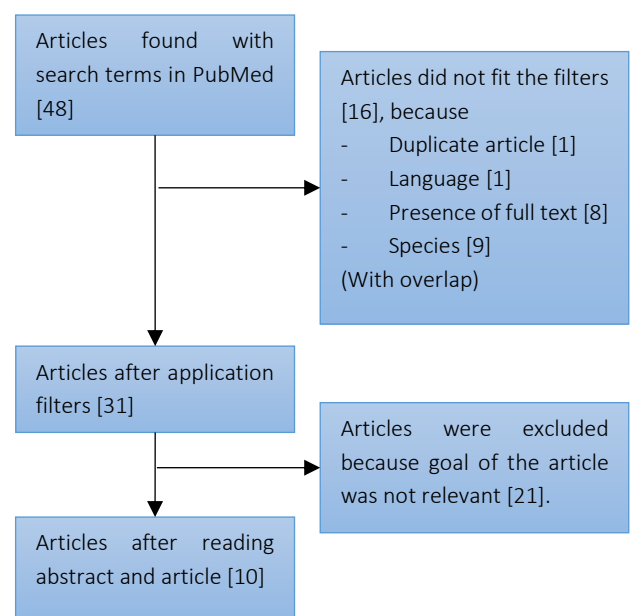 Articles found with
search terms in PubMed
[48]
Articles did not fit the filters
[16], because
- Duplicate article [1]
- Language [1]
- Presence of full text [8]
- Species [9]
(With overlap)
Articles after application
filters [31]
Articles were excluded
because goal of the article
was not relevant [21].
Articles after reading
abstract and article [10]